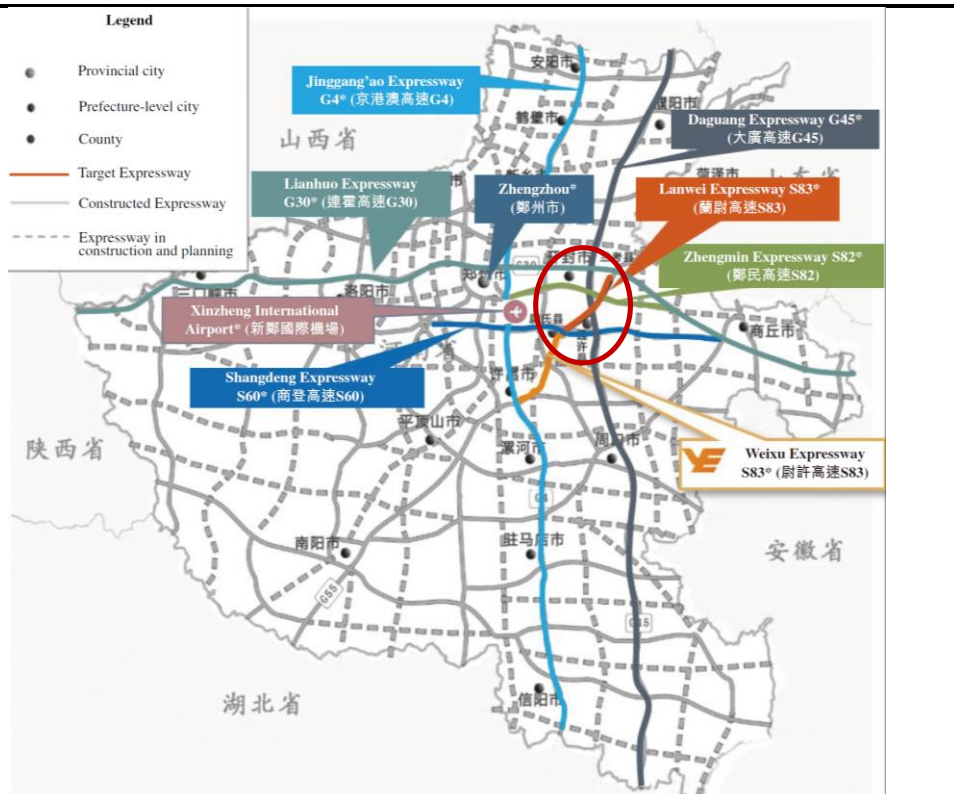 Legend
Provincial city
Prefecture-level city
County
Target Expressway
Constructed Expressway
Expressway in
construction and planning
安阳市
Jinggang'ao Expressway
G4* (京港澳高速G4)
鹤壁市
濮阳市
Daguang Expressway G45*
(大廣高速G45)
山西省
Lianhuo Expressway
G30* (連霍高速G30)
Zhengzhou*
(鄭州市)
Lanwei Expressway S83*
(蘭尉高速S83)
菏泽市
Zhengmin Expressway S82*
(鄭民高速S82)
洛阳市
Xinzheng International
Airport* (新鄭國際機場)
商丘市
Shangdeng Expressway
S60* (商登高速S60)
平顶山市
漯河市
周口市
Weixu Expressway
S83* (尉許高速S83)
陕西省
G4
南阳市
驻马店市
安徽省
G55
G45
湖北省
信阳市